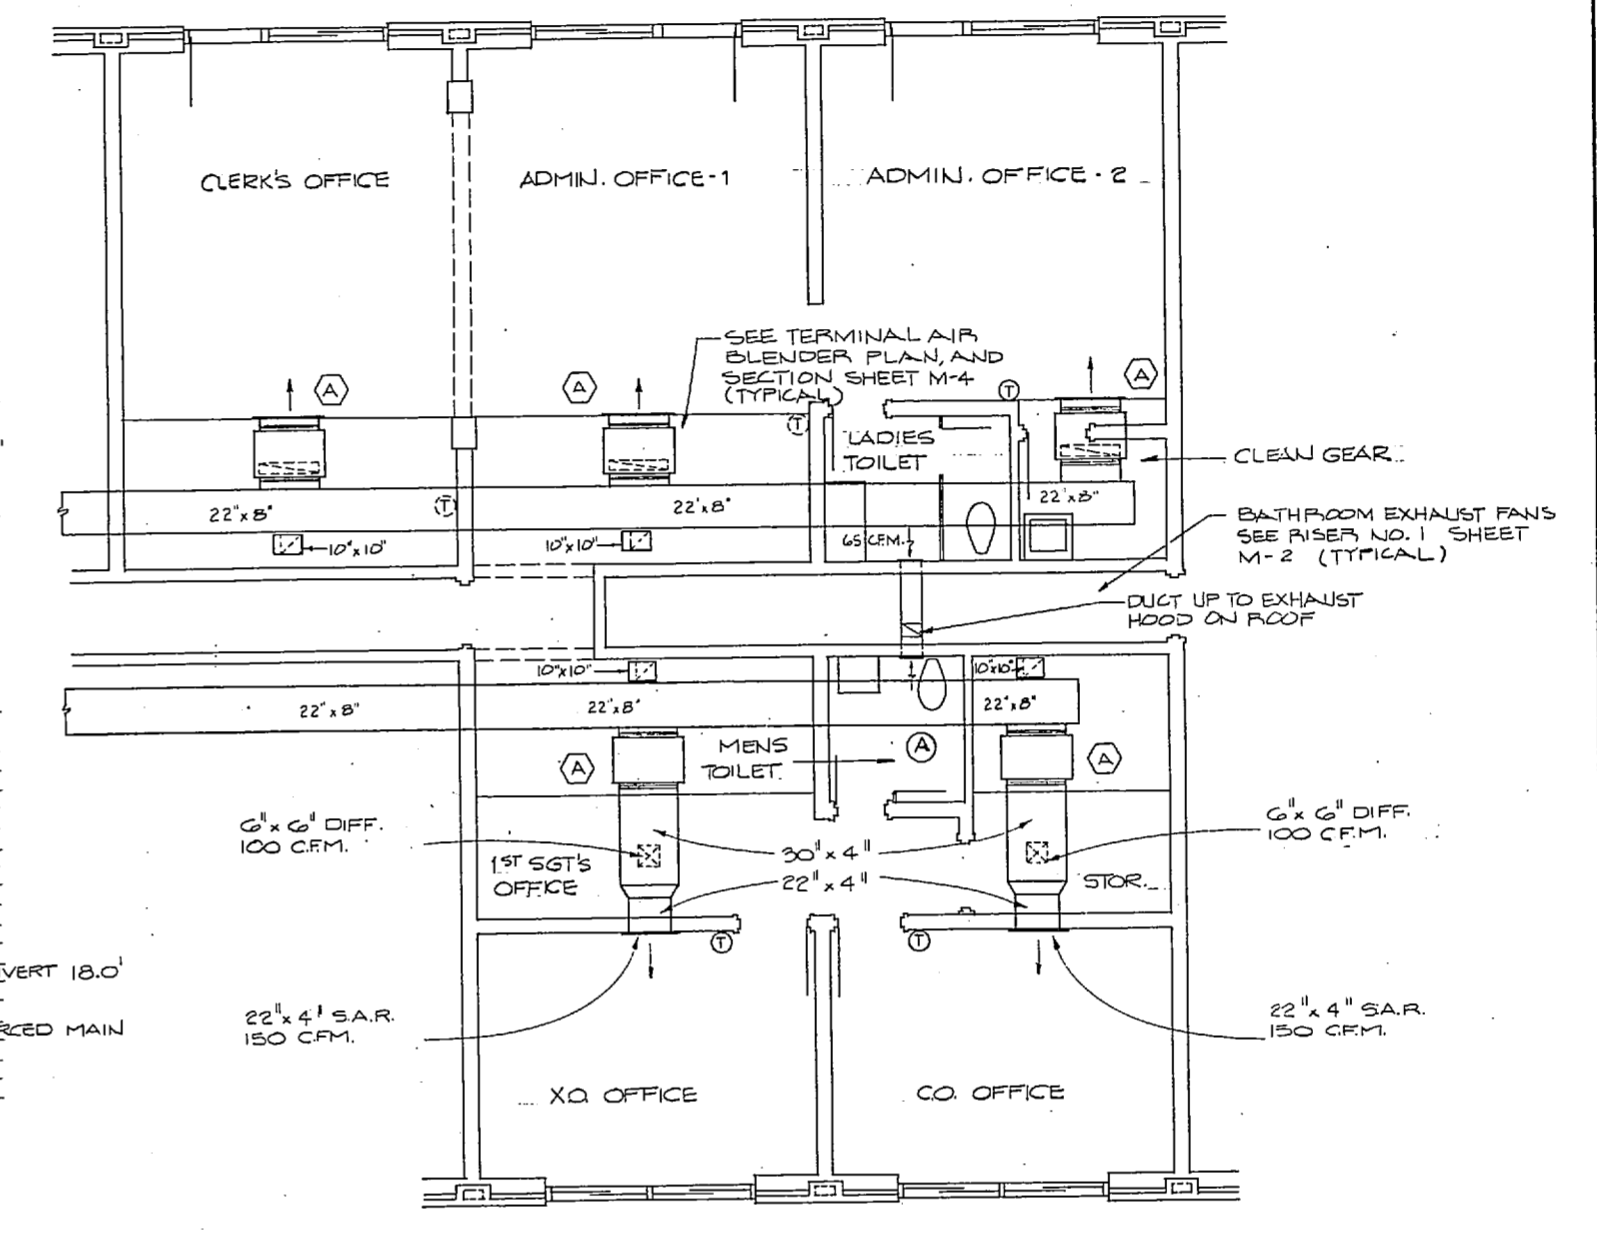 CLERK'S OFFICE
ADMIN. OFFICE-1
ADMIN. OFFICE-2
SEE TERMINAL AIR
BLENDER PLAN, AND
SECTION SHEET M-4
(TYPICAL)
A
A
A
T
T
LADIES
TOILET
CLEAN GEAR
22"x8"
T
22"x8"
22"x8"
10"x10"
10"x10"
65 C.F.M.
BATHROOM EXHAUST FANS
SEE RISER NO. 1 SHEET
M-2 (TYPICAL)
DUCT UP TO EXHAUST
HOOD ON ROOF
10"x10"
10"x10"
22"x8"
22"x8"
22"x8"
MENS
TOILET
A
A
A
6"x6" DIFF.
100 C.F.M.
6"x6" DIFF.
100 C.F.M.
30"x4"
22"x4"
1ST SGT'S
OFFICE
STOR.
T
T
VERT 18.0'
RCED MAIN
22"x4" S.A.R.
150 C.F.M.
22"x4" S.A.R.
150 C.F.M.
X.O. OFFICE
C.O. OFFICE